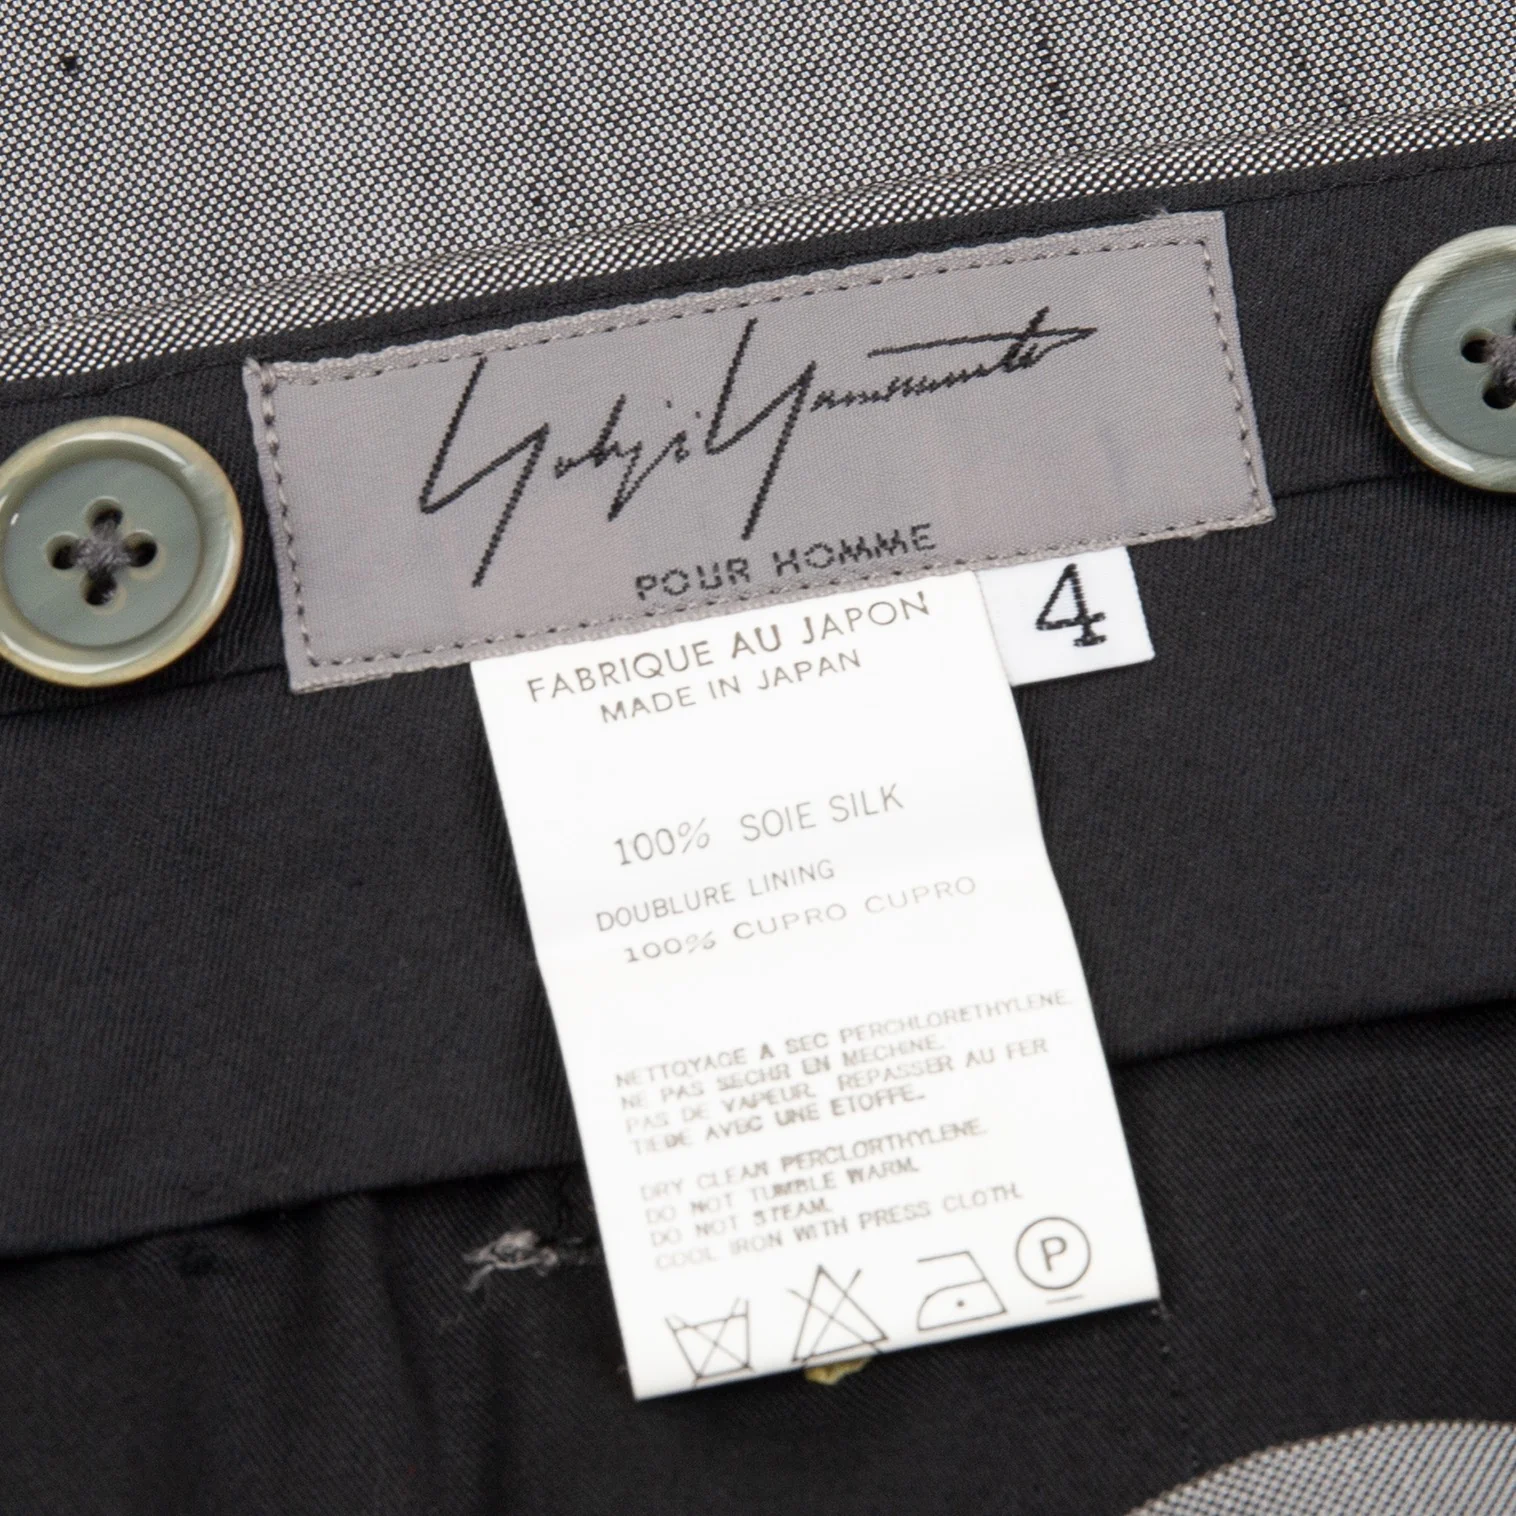 Yohji Yamamoto
POUR HOMME
4
FABRIQUE AU JAPON
MADE IN JAPAN
100% SOIE SILK
DOUBLURE LINING
100% CUPRO CUPRO
NETTOYAGE A SEC PERCHLORETHYLENE.
NE PAS SECHR EN MECHINE.
PAS DE VAPEUR. REPASSER AU FER
TIEDE AVEC UNE ETOFFE.
DRY CLEAN PERCLORTHYLENE.
DO NOT TUMBLE WARM.
DO NOT STEAM.
COOL IRON WITH PRESS CLOTH.
P